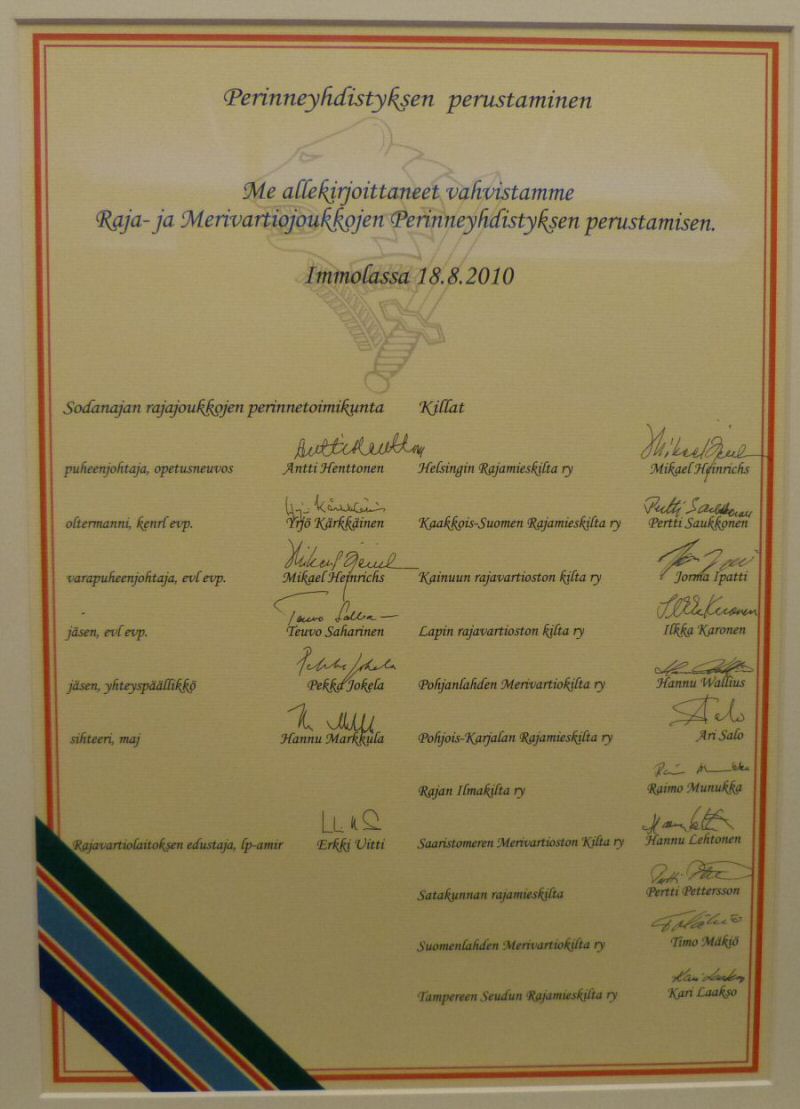 Perinneyhdistyksen perustaminen
Me allekirjoittaneet vahvistamme
Raja- ja Merivartiojoukkojen Perinneyhdistyksen perustamisen.
Immolassa 18.8.2010
Sodanajan rajajoukkojen perinnetoimikunta
puheenjohtaja, opetusneuvos Antti Henttonen
oltermanni, kenrl evp. Yrjö Kärkkäinen
varapuheenjohtaja, evl evp. Mikael Heinrichs
jäsen, evl evp. Teuvo Saharinen
jäsen, yhteyspäällikkö Pekka Jokela
sihteeri, maj Hannu Markkula
Rajavartiolaitoksen edustaja, lp-amir Erkki Uitti
Killat
Helsingin Rajamieskilta ry Mikael Heinrichs
Kaakkois-Suomen Rajamieskilta ry Pertti Saukkonen
Kainuun rajavartioston kilta ry Jorma Ipatti
Lapin rajavartioston kilta ry Ilkka Karonen
Pohjanlahden Merivartiokilta ry Hannu Wallius
Pohjois-Karjalan Rajamieskilta ry Ari Salo
Rajan Ilmakilta ry Raimo Munukka
Saaristomeren Merivartioston Kilta ry Hannu Lehtonen
Satakunnan rajamieskilta Pertti Pettersson
Suomenlahden Merivartiokilta ry Timo Mäkiö
Tampereen Seudun Rajamieskilta ry Kari Laakso